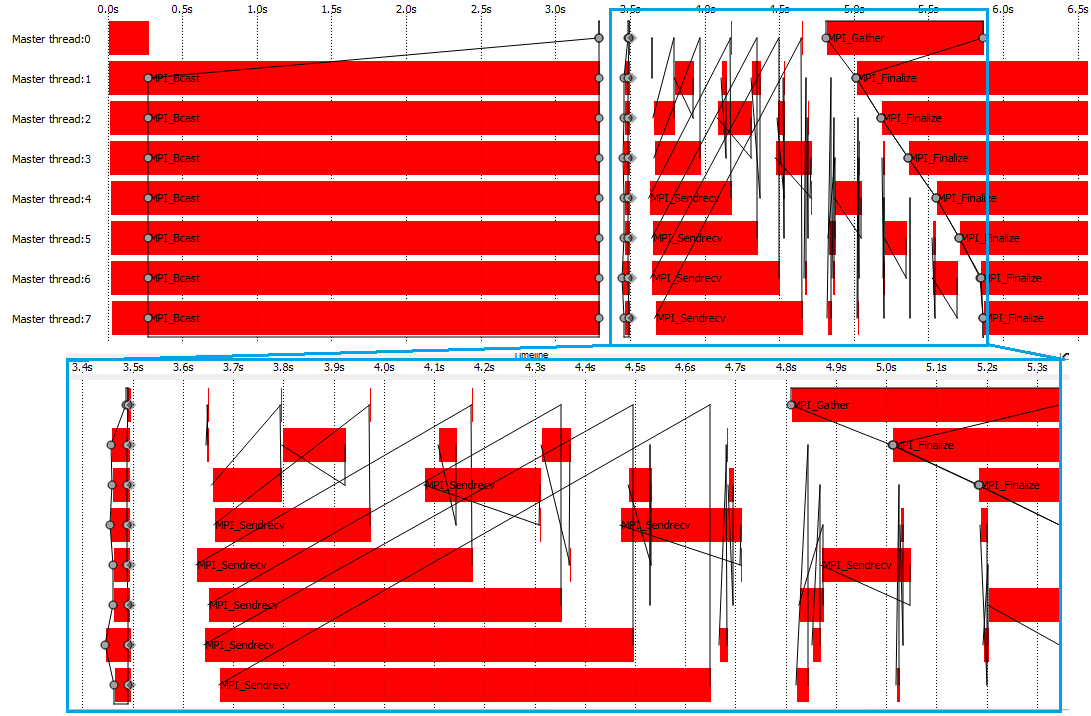 0.0s 0.5s 1.0s 1.5s 2.0s 2.5s 3.0s 3.5s 4.0s 4.5s 5.0s 5.5s 6.0s 6.5s
Master thread:0 MPI_Gather
Master thread:1 MPI_Bcast MPI_Finalize
Master thread:2 MPI_Bcast MPI_Finalize
Master thread:3 MPI_Bcast MPI_Finalize
Master thread:4 MPI_Bcast MPI_Sendrecv MPI_Finalize
Master thread:5 MPI_Bcast MPI_Sendrecv MPI_Finalize
Master thread:6 MPI_Bcast MPI_Sendrecv MPI_Finalize
Master thread:7 MPI_Bcast MPI_Sendrecv MPI_Finalize
Timeline
3.4s 3.5s 3.6s 3.7s 3.8s 3.9s 4.0s 4.1s 4.2s 4.3s 4.4s 4.5s 4.6s 4.7s 4.8s 4.9s 5.0s 5.1s 5.2s 5.3s
MPI_Gather
MPI_Finalize
MPI_Sendrecv MPI_Finalize
MPI_Sendrecv MPI_Sendrecv
MPI_Sendrecv MPI_Sendrecv
MPI_Sendrecv
MPI_Sendrecv
MPI_Sendrecv